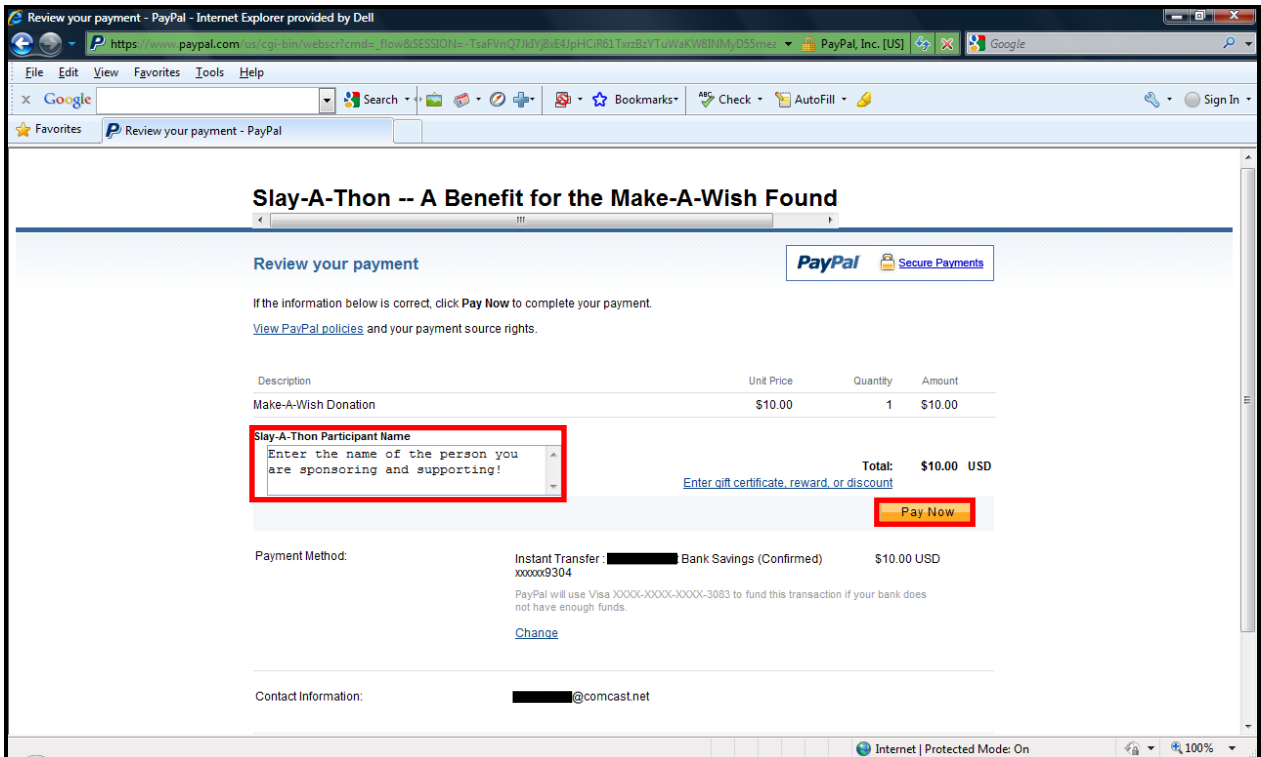 Review your payment - PayPal - Internet Explorer provided by Dell
https://www.paypal.com/us/cgi-bin/webscr?cmd=_flow&SESSION= PayPal, Inc. [US] Google
File Edit View Favorites Tools Help
x Google Search Bookmarks ABC Check AutoFill Sign In
Favorites Review your payment - PayPal
Slay-A-Thon -- A Benefit for the Make-A-Wish Found
Review your payment PayPal Secure Payments
If the information below is correct, click Pay Now to complete your payment.
View PayPal policies and your payment source rights.
Description Unit Price Quantity Amount
Make-A-Wish Donation $10.00 1 $10.00
Slay-A-Thon Participant Name
Enter the name of the person you
are sponsoring and supporting!
Total: $10.00 USD
Enter gift certificate, reward, or discount
Pay Now
Payment Method: Instant Transfer : Bank Savings (Confirmed) $10.00 USD
xxxxxx9304
PayPal will use Visa XXXX-XXXX-XXXX-3083 to fund this transaction if your bank does
not have enough funds.
Change
Contact Information: @comcast.net
Internet | Protected Mode: On 100%